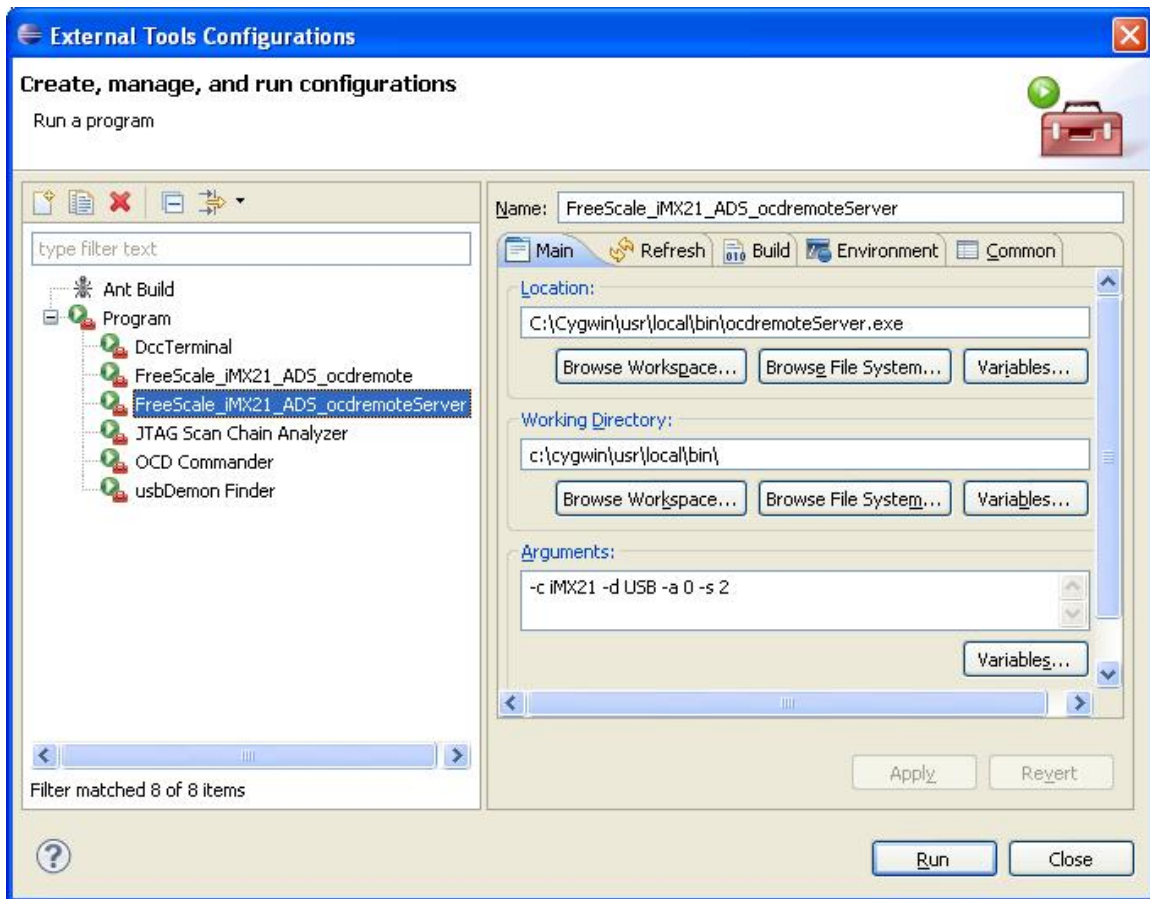 External Tools Configurations
Create, manage, and run configurations
Run a program
type filter text
Ant Build
Program
DccTerminal
FreeScale_iMX21_ADS_ocdremote
FreeScale_iMX21_ADS_ocdremoteServer
JTAG Scan Chain Analyzer
OCD Commander
usbDemon Finder
Filter matched 8 of 8 items
Name: FreeScale_iMX21_ADS_ocdremoteServer
Main Refresh Build Environment Common
Location:
C:\Cygwin\usr\local\bin\ocdremoteServer.exe
Browse Workspace... Browse File System... Variables...
Working Directory:
c:\cygwin\usr\local\bin\
Browse Workspace... Browse File System... Variables...
Arguments:
-c iMX21 -d USB -a 0 -s 2
Variables...
Apply Revert
Run Close